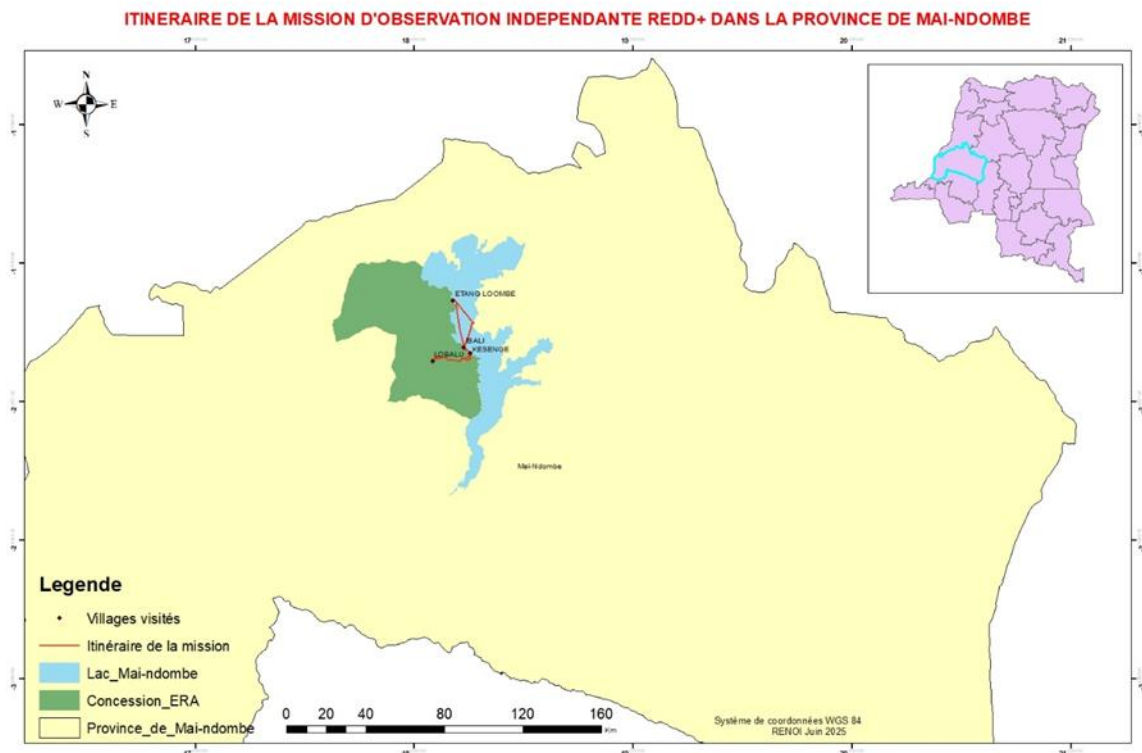 ITINERAIRE DE LA MISSION D'OBSERVATION INDEPENDANTE REDD+ DANS LA PROVINCE DE MAI-NDOMBE
17
18
19
20
21
N
W E
S
ETANG LOOMBE
IBALI
KESENGE
LOBALU
Mai-Ndombe
Legende
Villages visités
Itinéraire de la mission
Lac_Mai-ndombe
Concession_ERA
Province_de_Mai-ndombe
0 20 40 80 120 160
Km
Système de coordonnées WGS 84
RENOI Juin 2025